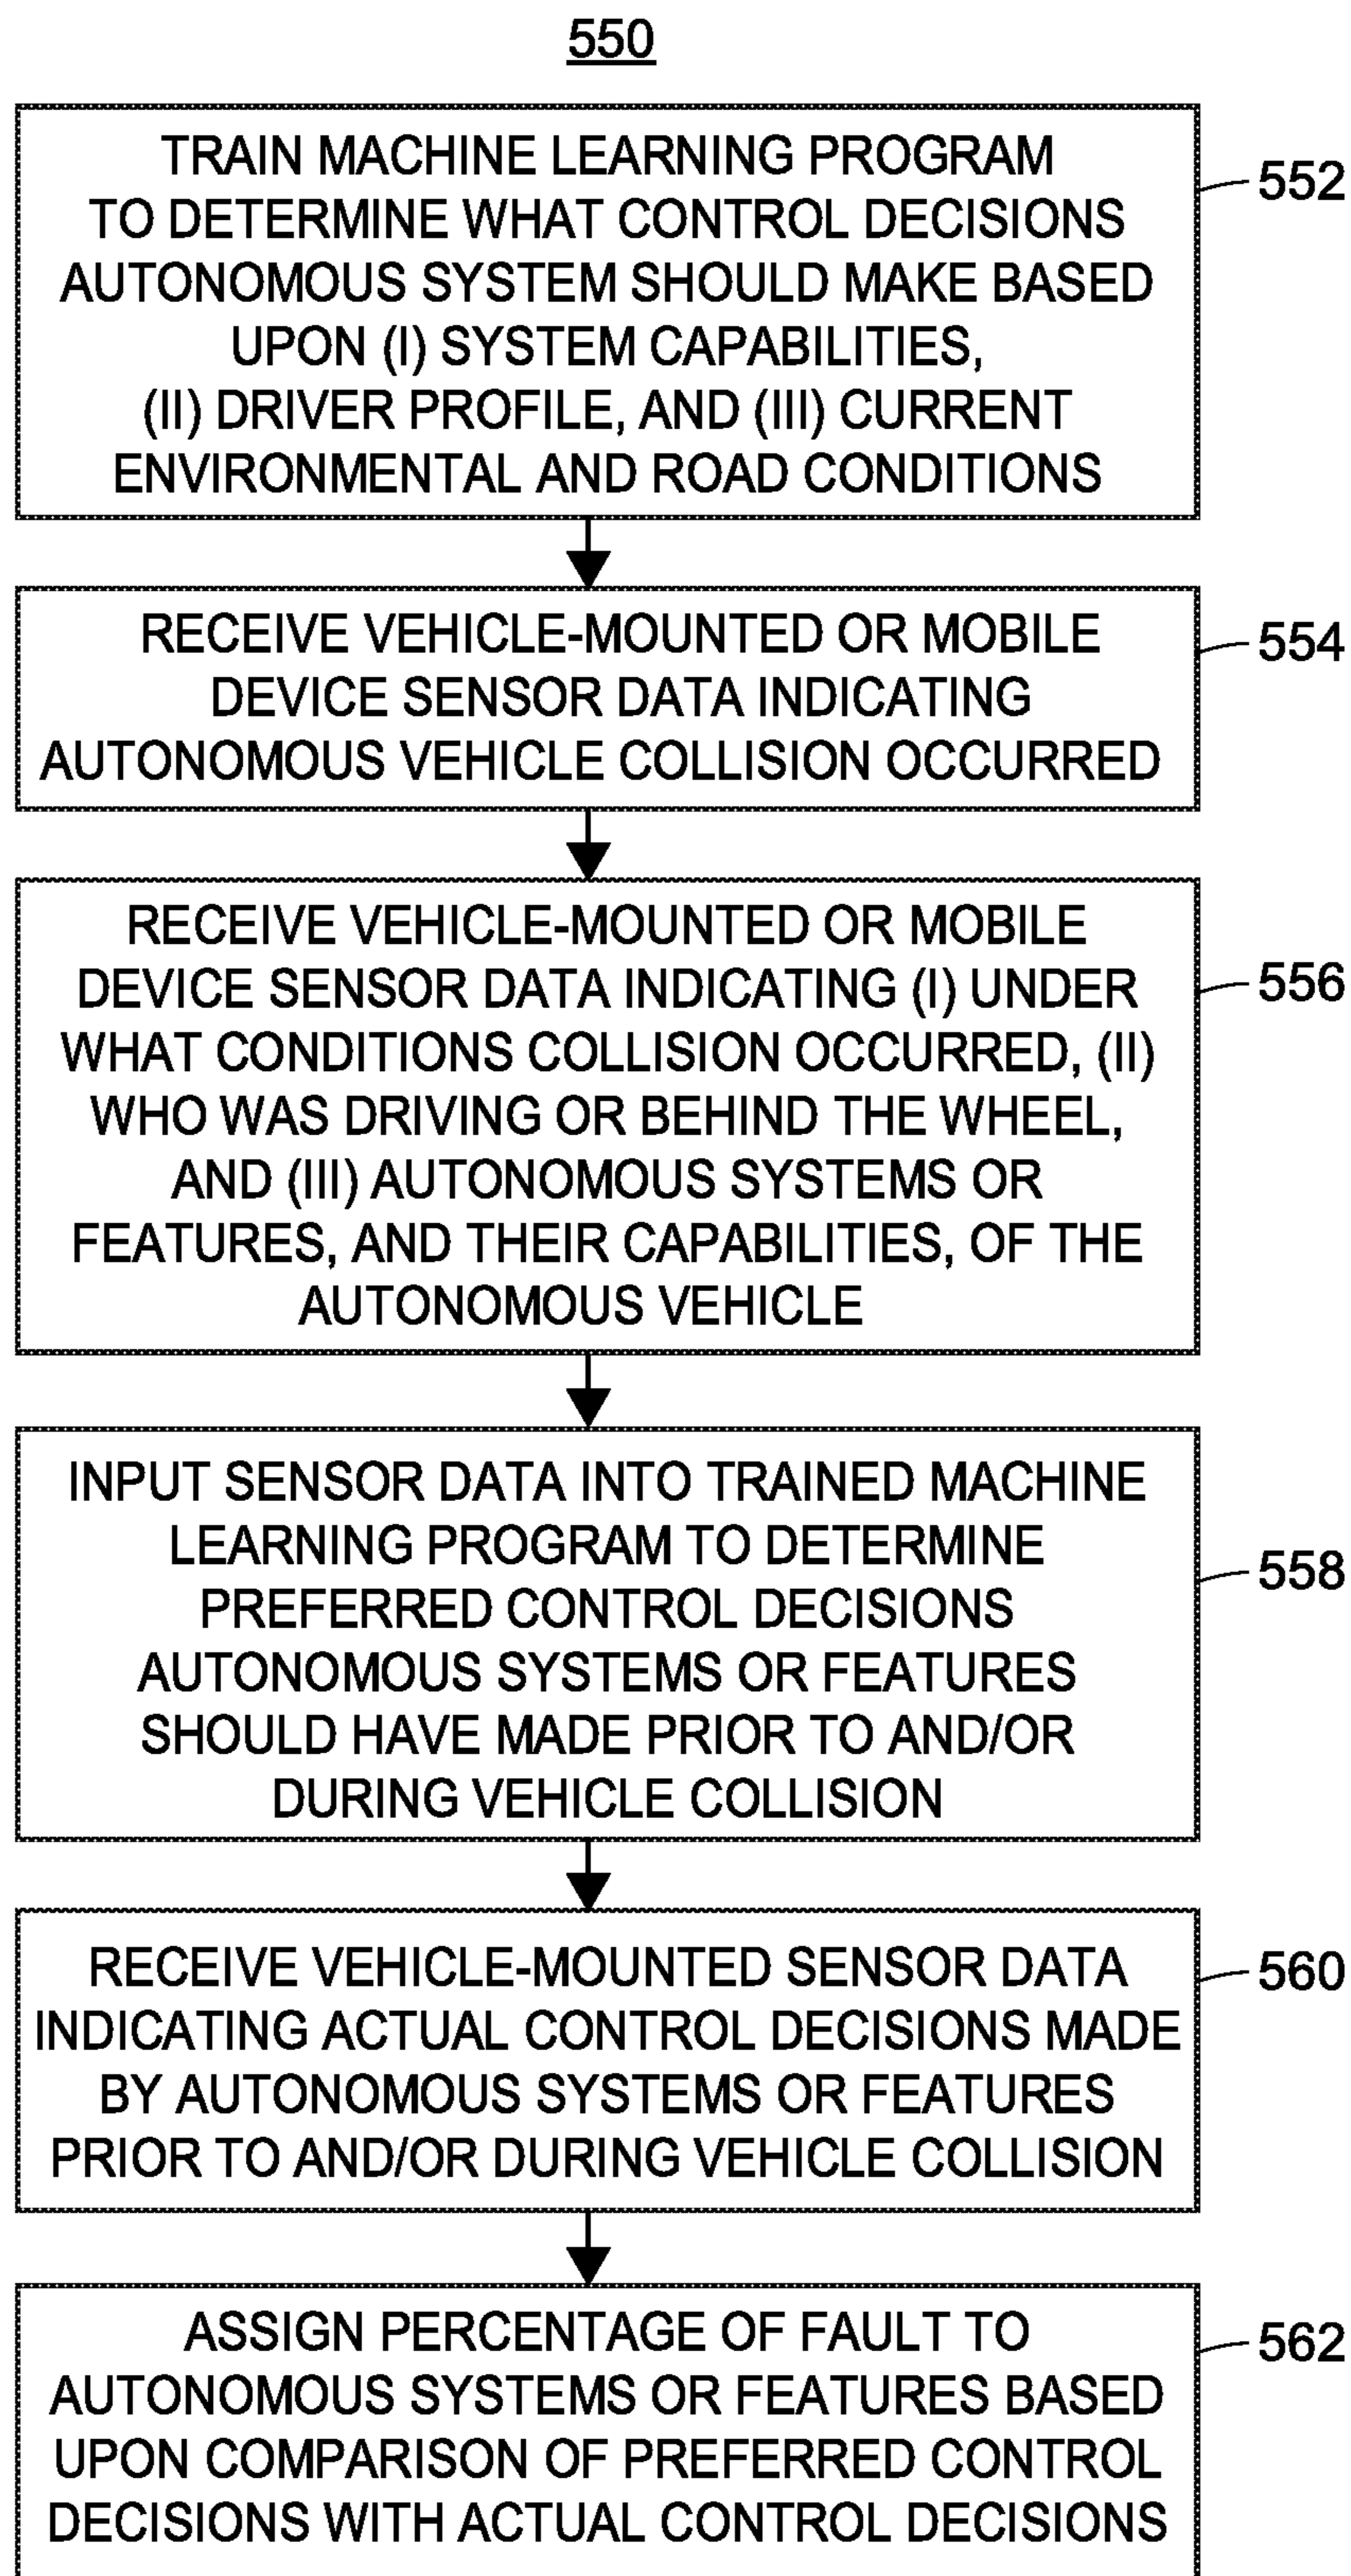 550
TRAIN MACHINE LEARNING PROGRAM
TO DETERMINE WHAT CONTROL DECISIONS
AUTONOMOUS SYSTEM SHOULD MAKE BASED
UPON (I) SYSTEM CAPABILITIES,
(II) DRIVER PROFILE, AND (III) CURRENT
ENVIRONMENTAL AND ROAD CONDITIONS
552
RECEIVE VEHICLE-MOUNTED OR MOBILE
DEVICE SENSOR DATA INDICATING
AUTONOMOUS VEHICLE COLLISION OCCURRED
554
RECEIVE VEHICLE-MOUNTED OR MOBILE
DEVICE SENSOR DATA INDICATING (I) UNDER
WHAT CONDITIONS COLLISION OCCURRED, (II)
WHO WAS DRIVING OR BEHIND THE WHEEL,
AND (III) AUTONOMOUS SYSTEMS OR
FEATURES, AND THEIR CAPABILITIES, OF THE
AUTONOMOUS VEHICLE
556
INPUT SENSOR DATA INTO TRAINED MACHINE
LEARNING PROGRAM TO DETERMINE
PREFERRED CONTROL DECISIONS
AUTONOMOUS SYSTEMS OR FEATURES
SHOULD HAVE MADE PRIOR TO AND/OR
DURING VEHICLE COLLISION
558
RECEIVE VEHICLE-MOUNTED SENSOR DATA
INDICATING ACTUAL CONTROL DECISIONS MADE
BY AUTONOMOUS SYSTEMS OR FEATURES
PRIOR TO AND/OR DURING VEHICLE COLLISION
560
ASSIGN PERCENTAGE OF FAULT TO
AUTONOMOUS SYSTEMS OR FEATURES BASED
UPON COMPARISON OF PREFERRED CONTROL
DECISIONS WITH ACTUAL CONTROL DECISIONS
562